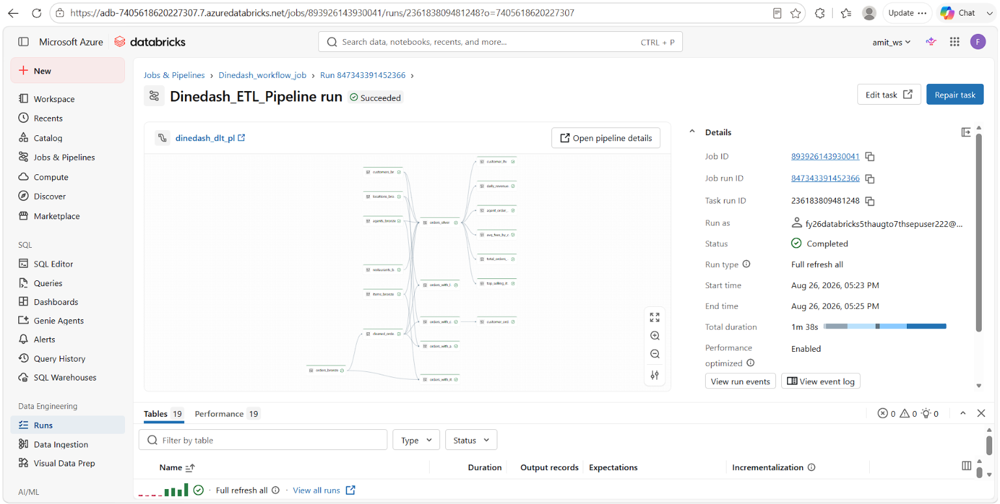 https://adb-7405618620227307.7.azuredatabricks.net/jobs/893926143930041/runs/236183809481248?o=7405618620227307
Update
Chat
Microsoft Azure
databricks
Search data, notebooks, recents, and more...
CTRL + P
amit_ws
F
New
Workspace
Recents
Catalog
Jobs & Pipelines
Compute
Discover
Marketplace
SQL
SQL Editor
Queries
Dashboards
Genie Agents
Alerts
Query History
SQL Warehouses
Data Engineering
Runs
Data Ingestion
Visual Data Prep
AI/ML
Jobs & Pipelines › Dinedash_workflow_job › Run 847343391452366 ›
Dinedash_ETL_Pipeline run
Succeeded
Edit task
Repair task
dinedash_dlt_pl
Open pipeline details
customers_br
locations_bro
agents_bronze
restaurants_b
items_bronze
cleaned_orde
orders_bronze
orders_silver
orders_with_l
orders_with_c
orders_with_a
orders_with_it
customer_ltv
daily_revenue
agent_order_
avg_fees_by_c
total_orders_
top_selling_it
customer_ord
Details
Job ID 893926143930041
Job run ID 847343391452366
Task run ID 236183809481248
Run as fy26databricks5thaugto7thsepuser222@...
Status Completed
Run type Full refresh all
Start time Aug 26, 2026, 05:23 PM
End time Aug 26, 2026, 05:25 PM
Total duration 1m 38s
Performance optimized Enabled
View run events
View event log
Tables 19
Performance 19
0 0 0
Filter by table
Type
Status
Name
Duration
Output records
Expectations
Incrementalization
· Full refresh all · View all runs